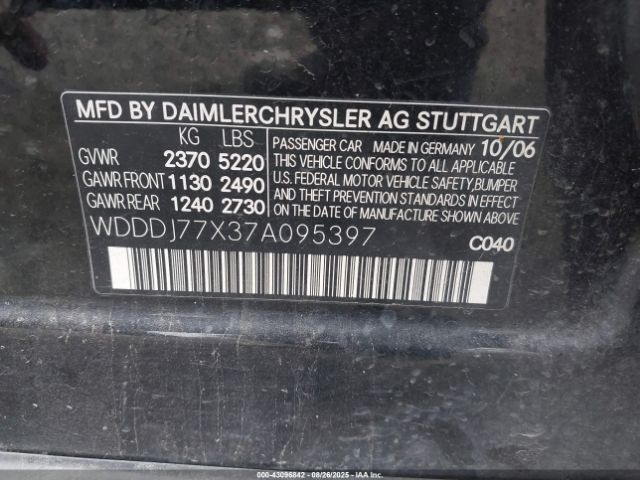 MFD BY DAIMLERCHRYSLER AG STUTTGART
KG LBS
GVWR 2370 5220
GAWR FRONT 1130 2490
GAWR REAR 1240 2730
PASSENGER CAR MADE IN GERMANY 10/06
THIS VEHICLE CONFORMS TO ALL APPLICABLE
U.S. FEDERAL MOTOR VEHICLE SAFETY, BUMPER
AND THEFT PREVENTION STANDARDS IN EFFECT
ON THE DATE OF MANUFACTURE SHOWN ABOVE.
WDDDJ77X37A095397
C040
000-43096842 | 08/26/2025 | IAA Inc.